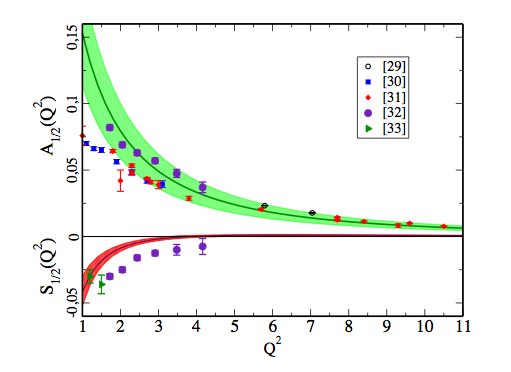 0,15
0,1
0,05
0
-0,05
A1/2(Q²)
S1/2(Q²)
[29]
[30]
[31]
[32]
[33]
1 2 3 4 5 6 7 8 9 10 11
Q²